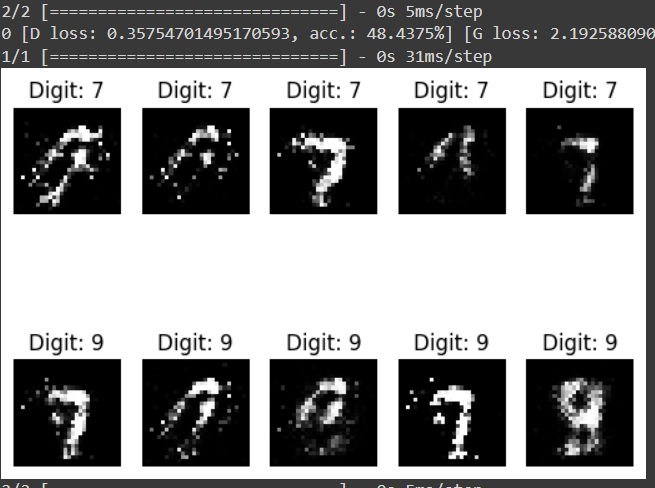 2/2 [==============================] - 0s 5ms/step
0 [D loss: 0.35754701495170593, acc.: 48.4375%] [G loss: 2.192588090
1/1 [==============================] - 0s 31ms/step
Digit: 7 Digit: 7 Digit: 7 Digit: 7 Digit: 7
Digit: 9 Digit: 9 Digit: 9 Digit: 9 Digit: 9